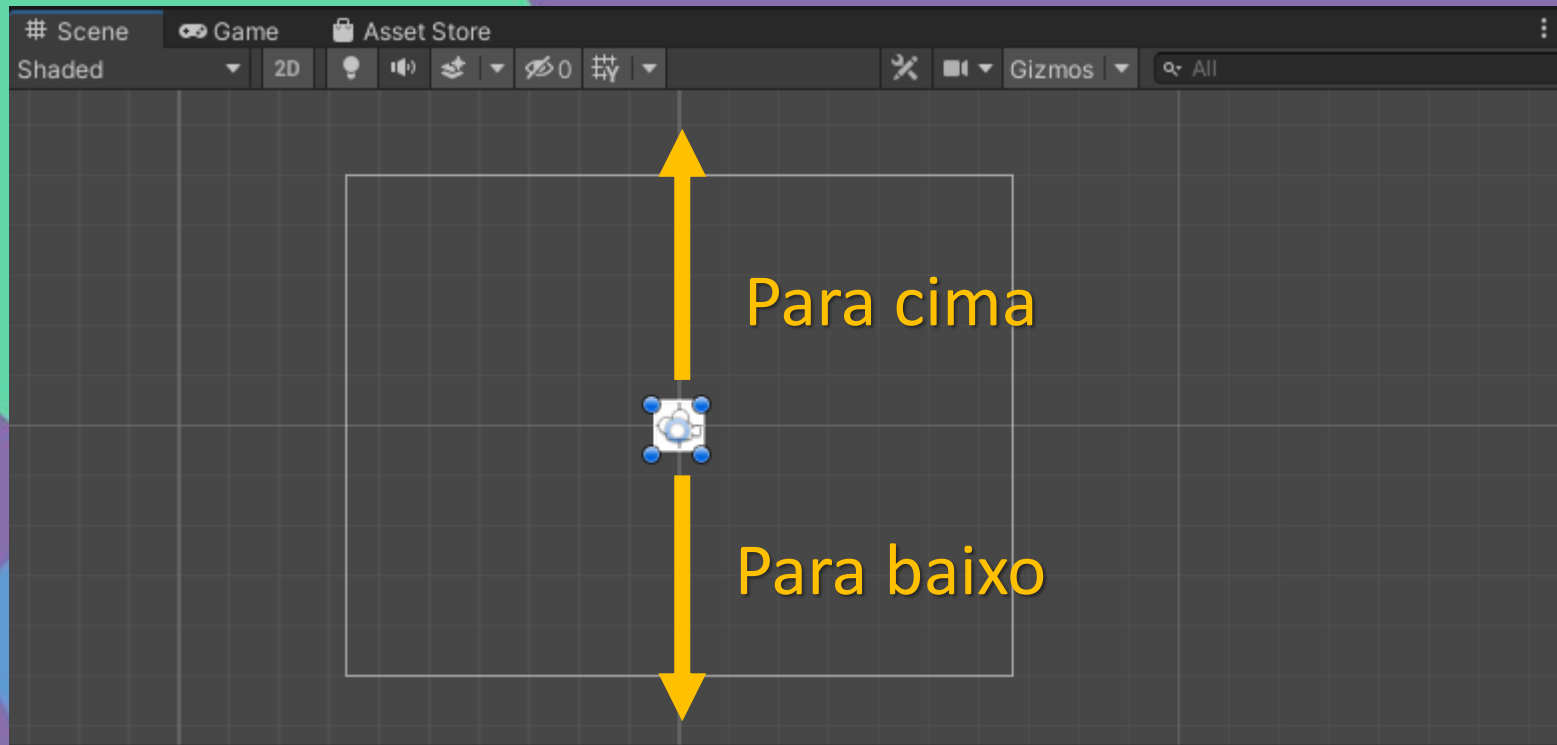 Scene Game Asset Store
Shaded 2D 0 Gizmos All
Para cima
Para baixo